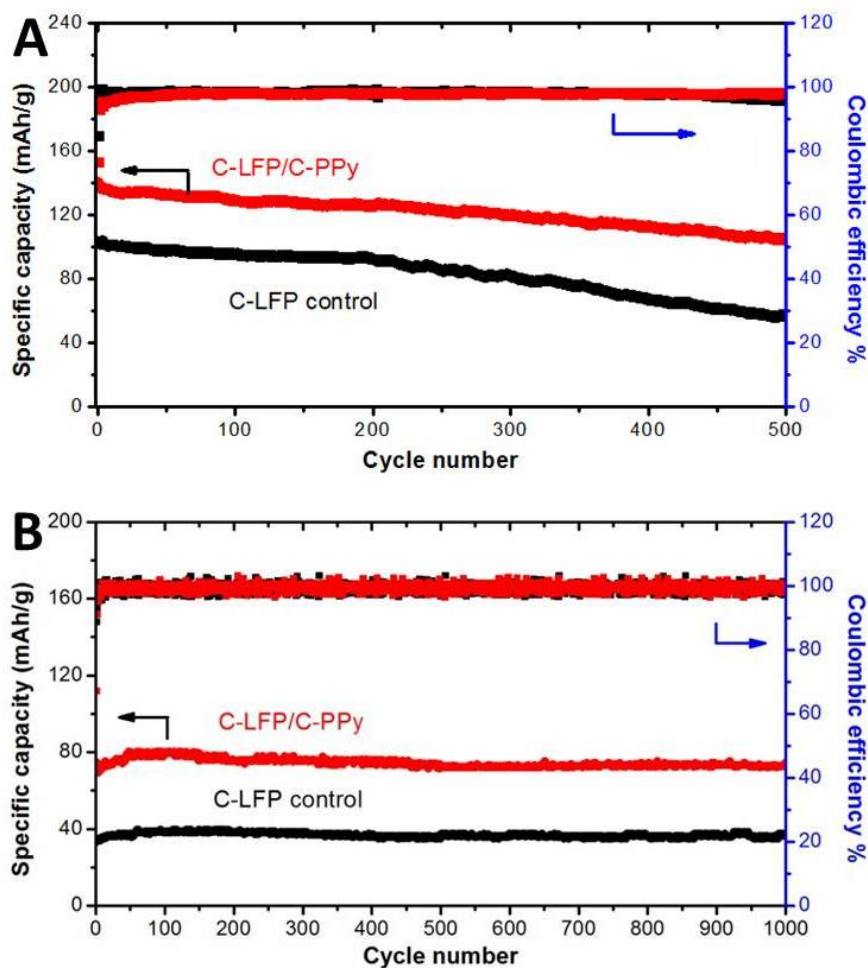 A
Specific capacity (mAh/g)
240
200
160
120
80
40
0
C-LFP/C-PPy
C-LFP control
0 100 200 300 400 500
Cycle number
120
100
80
60
40
20
0
Coulombic efficiency %
B
Specific capacity (mAh/g)
200
160
120
80
40
0
C-LFP/C-PPy
C-LFP control
0 100 200 300 400 500 600 700 800 900 1000
Cycle number
120
100
80
60
40
20
0
Coulombic efficiency %